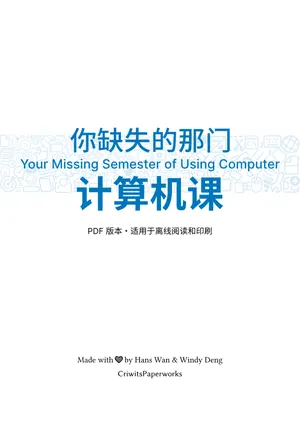 你缺失的那门
Your Missing Semester of Using Computer
计算机课
PDF 版本・适用于离线阅读和印刷
Made with 🖤 by Hans Wan & Windy Deng
CriwitsPaperworks